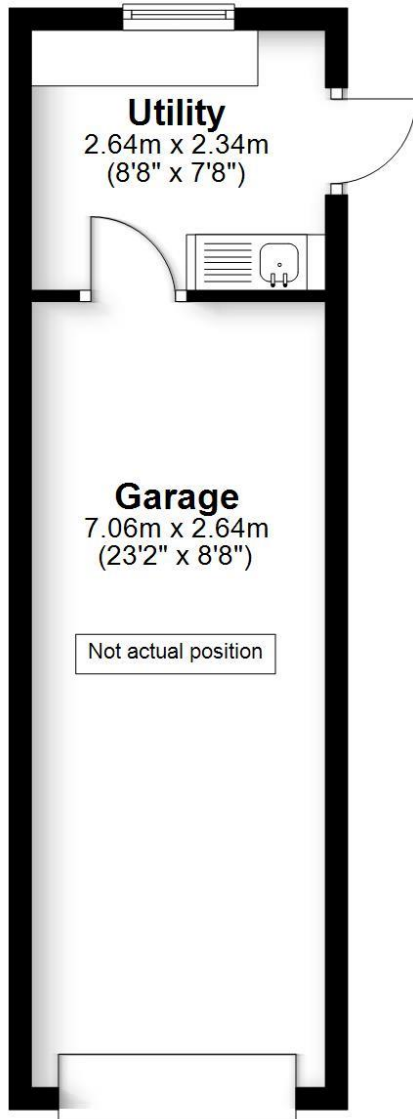 Utility
2.64m x 2.34m
(8'8" x 7'8")
Garage
7.06m x 2.64m
(23'2" x 8'8")
Not actual position